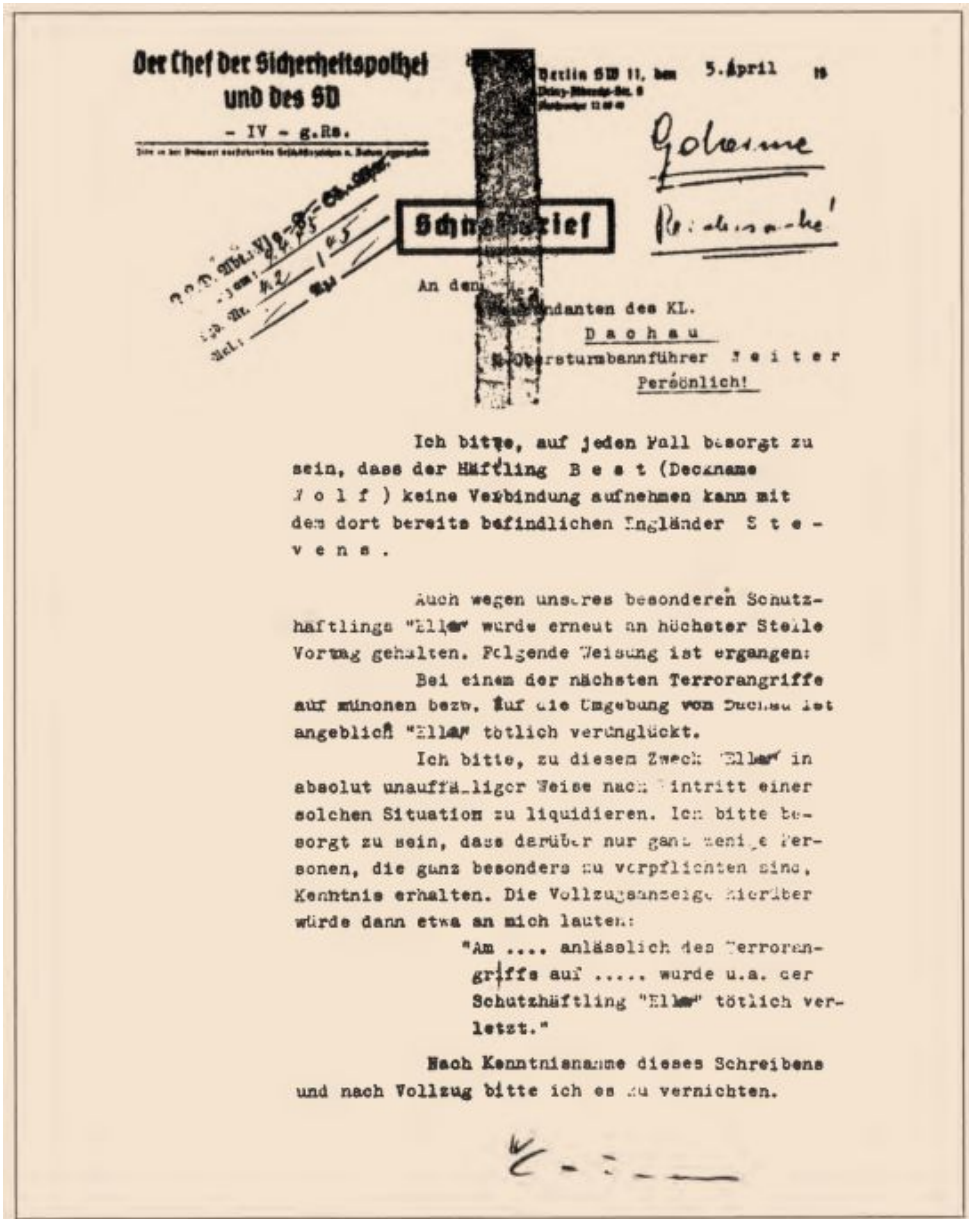 Der Chef der Sicherheitspolizei
und des SD
- IV - g.Rs.
Berlin SW 11, den 5.April 19
Geheime
Reichssache!
Schnellbrief
An den
Kommandanten des KL.
Dachau
Obersturmbannführer
Persönlich!
Ich bitte, auf jeden Fall besorgt zu
sein, dass der Häftling B e s t (Deckname
W o l f ) keine Verbindung aufnehmen kann mit
dem dort bereits befindlichen Engländer S t e -
v e n s .
Auch wegen unseres besonderen Schutz-
häftlings "Eller" wurde erneut an höchster Stelle
Vortrag gehalten. Folgende Weisung ist ergangen:
Bei einem der nächsten Terrorangriffe
auf München bezw. auf die Umgebung von Dachau ist
angeblich "Eller" tötlich verunglückt.
Ich bitte, zu diesem Zweck "Eller" in
absolut unauffälliger Weise nach Eintritt einer
solchen Situation zu liquidieren. Ich bitte be-
sorgt zu sein, dass darüber nur ganz wenige Per-
sonen, die ganz besonders zu verpflichten sind,
Kenntnis erhalten. Die Vollzugsanzeige hierüber
würde dann etwa an mich lauten:
"Am .... anlässlich des Terroran-
griffs auf ..... wurde u.a. der
Schutzhäftling "Eller" tötlich ver-
letzt."
Nach Kenntnisname dieses Schreibens
und nach Vollzug bitte ich es zu vernichten.